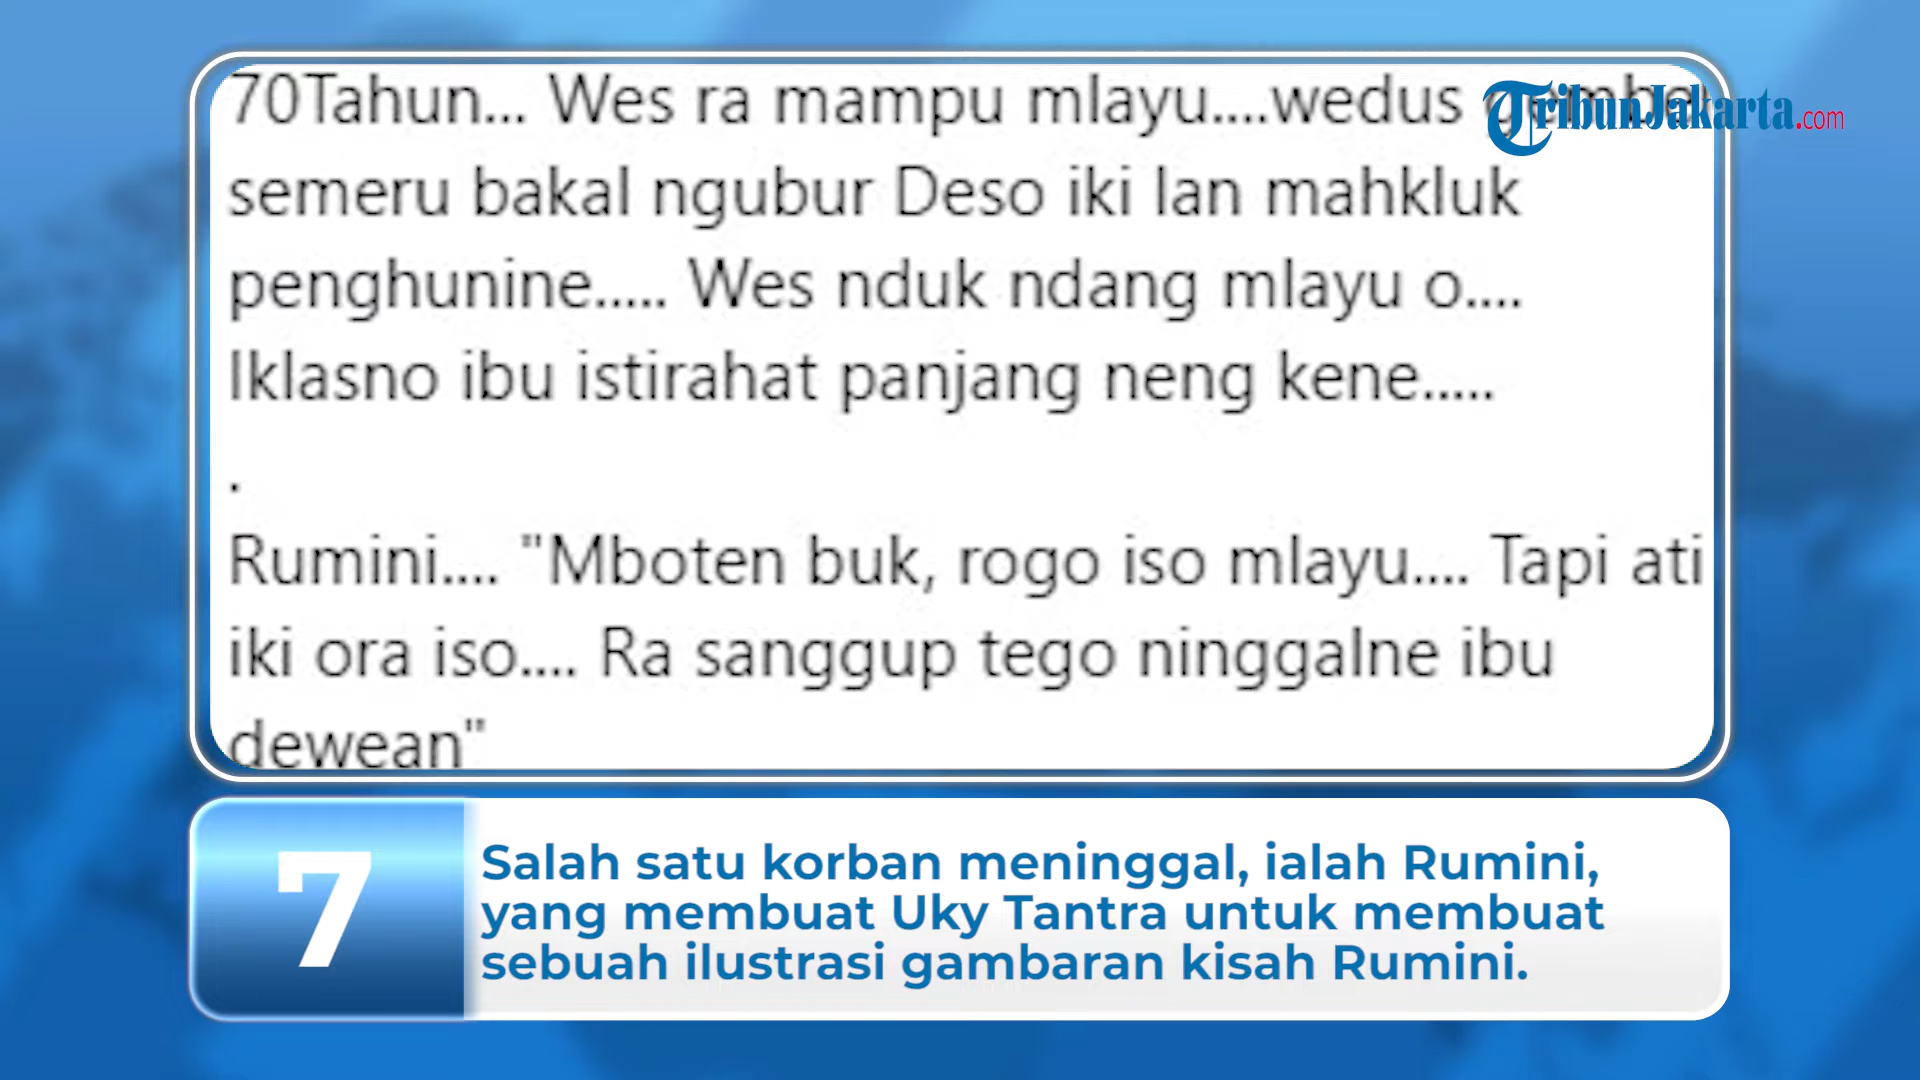 70Tahun... Wes ra mampu mlayu....wedus
TribunJakarta.com
semeru bakal ngubur Deso iki lan mahkluk
penghunine..... Wes nduk ndang mlayu o....
Iklasno ibu istirahat panjang neng kene......
.
Rumini.... "Mboten buk, rogo iso mlayu.... Tapi ati
iki ora iso.... Ra sanggup tego ninggalne ibu
dewean"
7
Salah satu korban meninggal, ialah Rumini,
yang membuat Uky Tantra untuk membuat
sebuah ilustrasi gambaran kisah Rumini.